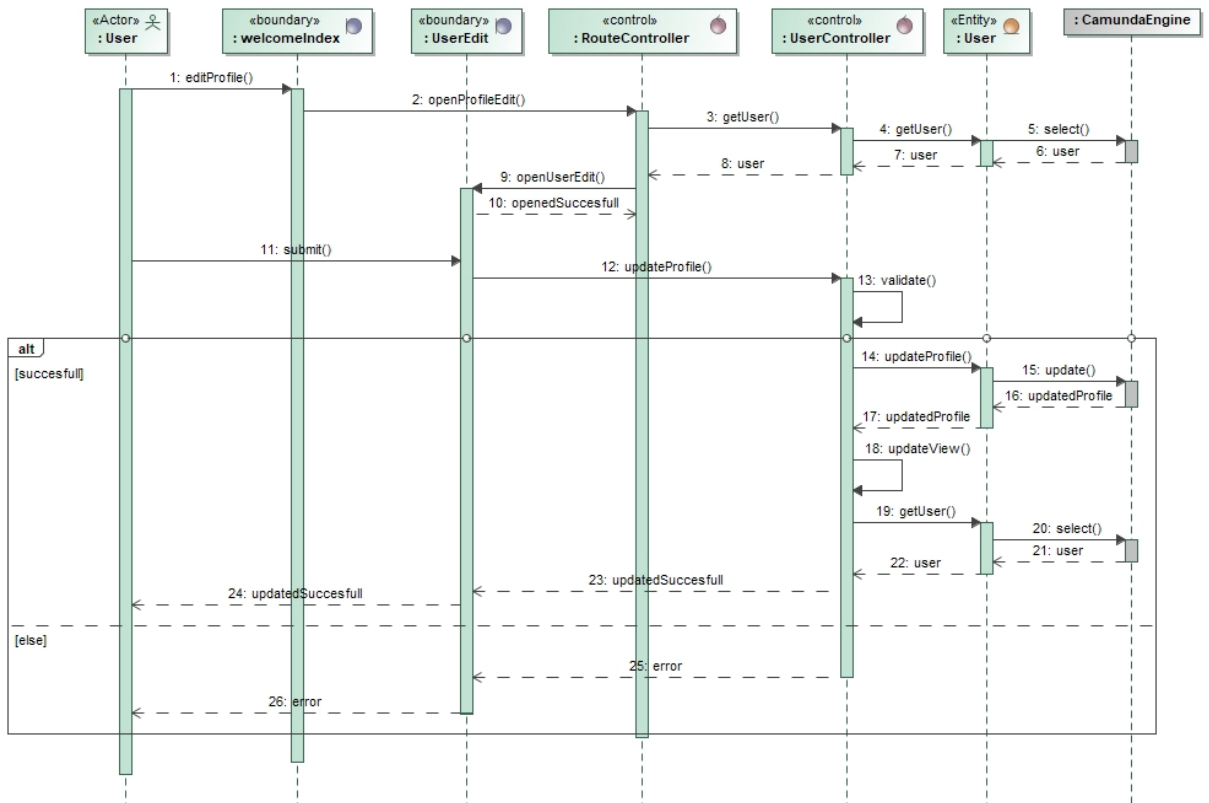 «Actor»
: User
«boundary»
: welcomeIndex
«boundary»
: UserEdit
«control»
: RouteController
«control»
: UserController
«Entity»
: User
: CamundaEngine
1: editProfile()
2: openProfileEdit()
3: getUser()
4: getUser()
5: select()
6: user
7: user
8: user
9: openUserEdit()
10: openedSuccesfull
11: submit()
12: updateProfile()
13: validate()
alt
[succesfull]
14: updateProfile()
15: update()
16: updatedProfile
17: updatedProfile
18: updateView()
19: getUser()
20: select()
21: user
22: user
23: updatedSuccesfull
24: updatedSuccesfull
[else]
25: error
26: error